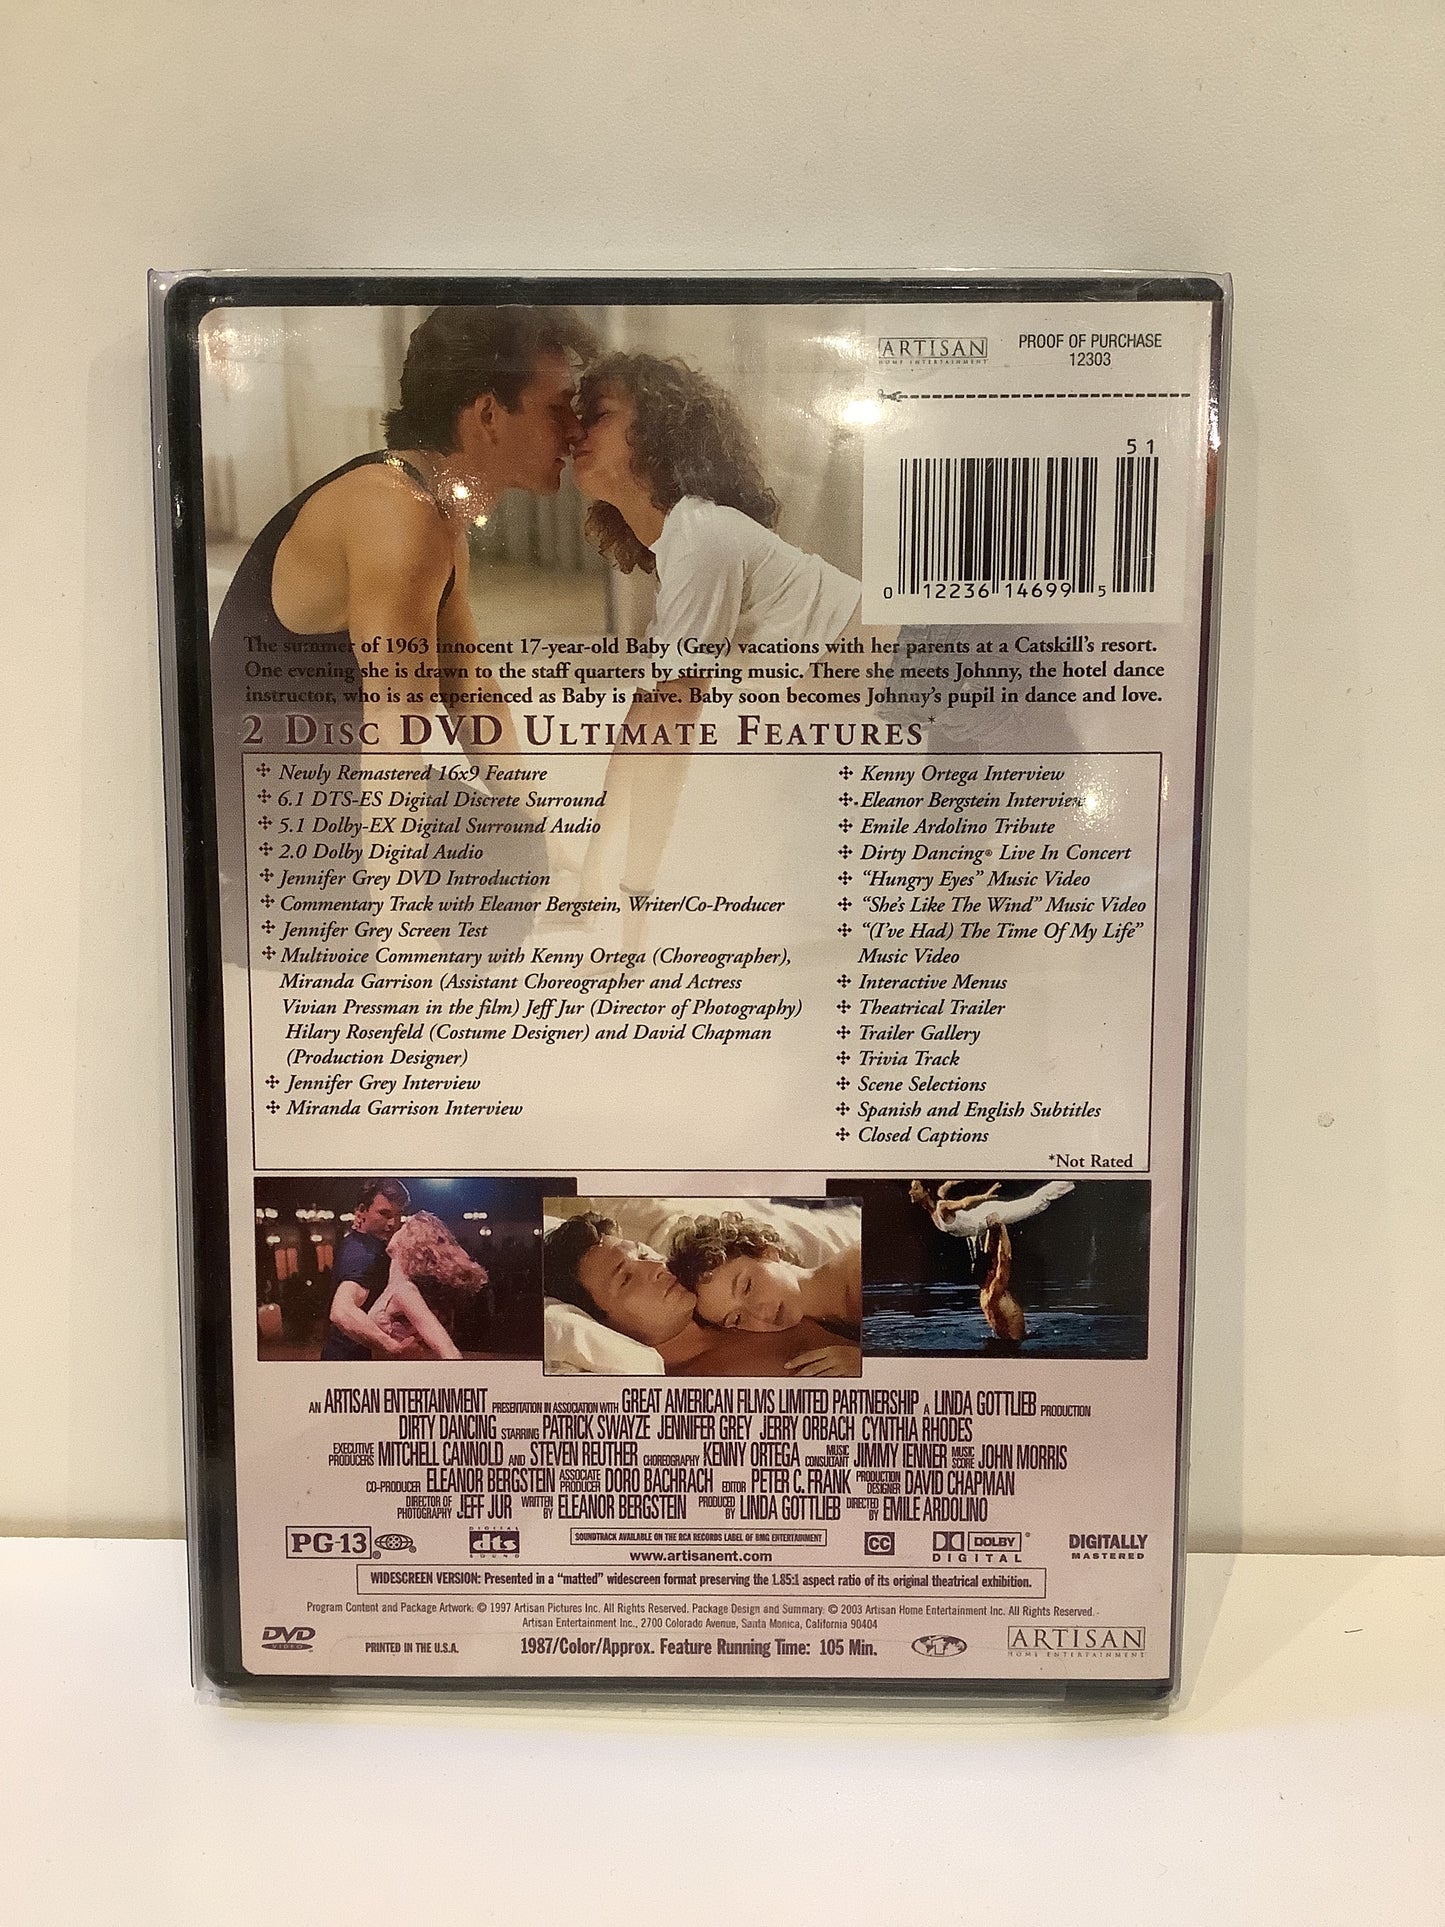 ARTISAN
HOME ENTERTAINMENT
PROOF OF PURCHASE
12303
51
0 12236 14699 5
The summer of 1963 innocent 17-year-old Baby (Grey) vacations with her parents at a Catskill's resort.
One evening she is drawn to the staff quarters by stirring music. There she meets Johnny, the hotel dance
instructor, who is as experienced as Baby is naïve. Baby soon becomes Johnny's pupil in dance and love.
2 DISC DVD ULTIMATE FEATURES*
Newly Remastered 16x9 Feature
6.1 DTS-ES Digital Discrete Surround
5.1 Dolby-EX Digital Surround Audio
2.0 Dolby Digital Audio
Jennifer Grey DVD Introduction
Commentary Track with Eleanor Bergstein, Writer/Co-Producer
Jennifer Grey Screen Test
Multivoice Commentary with Kenny Ortega (Choreographer),
Miranda Garrison (Assistant Choreographer and Actress
Vivian Pressman in the film) Jeff Jur (Director of Photography)
Hilary Rosenfeld (Costume Designer) and David Chapman
(Production Designer)
Jennifer Grey Interview
Miranda Garrison Interview
Kenny Ortega Interview
Eleanor Bergstein Interview
Emile Ardolino Tribute
Dirty Dancing® Live In Concert
"Hungry Eyes" Music Video
"She's Like The Wind" Music Video
"(I've Had) The Time Of My Life"
Music Video
Interactive Menus
Theatrical Trailer
Trailer Gallery
Trivia Track
Scene Selections
Spanish and English Subtitles
Closed Captions
*Not Rated
AN ARTISAN ENTERTAINMENT PRESENTATION IN ASSOCIATION WITH GREAT AMERICAN FILMS LIMITED PARTNERSHIP A LINDA GOTTLIEB PRODUCTION
DIRTY DANCING STARRING PATRICK SWAYZE JENNIFER GREY JERRY ORBACH CYNTHIA RHODES
EXECUTIVE PRODUCERS MITCHELL CANNOLD AND STEVEN REUTHER CHOREOGRAPHY KENNY ORTEGA MUSIC CONSULTANT JIMMY IENNER MUSIC SCORE JOHN MORRIS
CO-PRODUCER ELEANOR BERGSTEIN ASSOCIATE PRODUCER DORO BACHRACH EDITOR PETER C. FRANK PRODUCTION DESIGNER DAVID CHAPMAN
DIRECTOR OF PHOTOGRAPHY JEFF JUR WRITTEN BY ELEANOR BERGSTEIN PRODUCED BY LINDA GOTTLIEB DIRECTED BY EMILE ARDOLINO
PG-13
DIGITAL dts SOUND
SOUNDTRACK AVAILABLE ON THE RCA RECORDS LABEL OF BMG ENTERTAINMENT
www.artisanent.com
CC
DOLBY DIGITAL
DIGITALLY MASTERED
WIDESCREEN VERSION: Presented in a "matted" widescreen format preserving the 1.85:1 aspect ratio of its original theatrical exhibition.
Program Content and Package Artwork: © 1997 Artisan Pictures Inc. All Rights Reserved. Package Design and Summary: © 2003 Artisan Home Entertainment Inc. All Rights Reserved.
Artisan Entertainment Inc., 2700 Colorado Avenue, Santa Monica, California 90404
DVD VIDEO
PRINTED IN THE U.S.A.
1987/Color/Approx. Feature Running Time: 105 Min.
ARTISAN
HOME ENTERTAINMENT